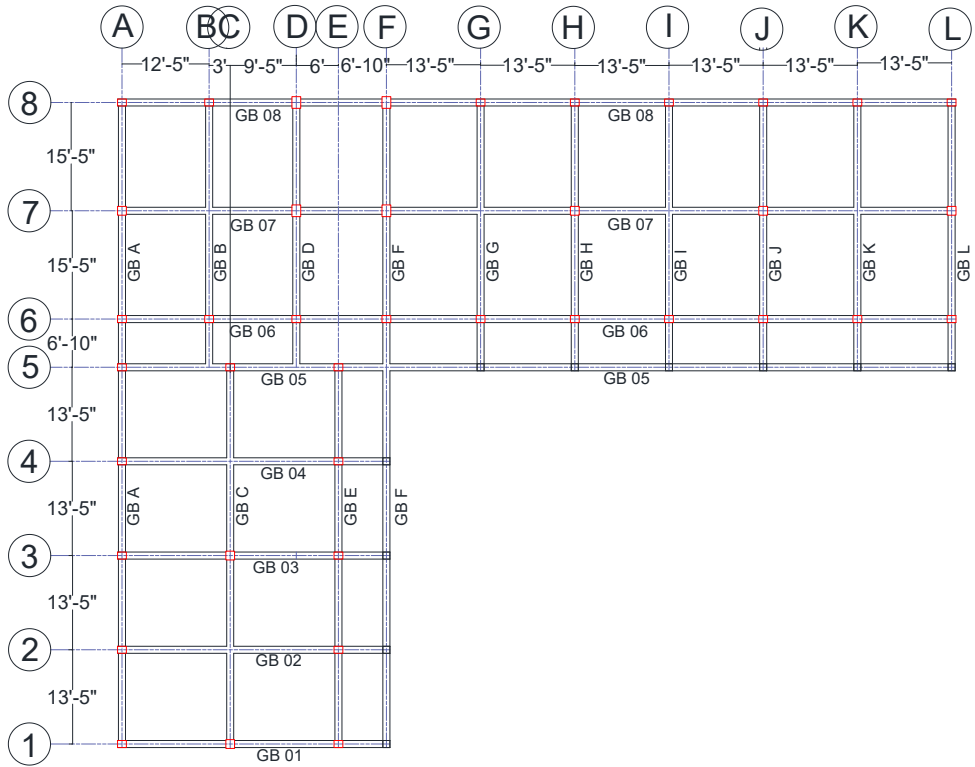 A B C D E F G H I J K L
12'-5" 3' 9'-5" 6' 6'-10" 13'-5" 13'-5" 13'-5" 13'-5" 13'-5" 13'-5"
8
GB 08 GB 08
15'-5"
7
GB 07 GB 07
15'-5"
GB A GB B GB D GB F GB G GB H GB I GB J GB K GB L
6
GB 06 GB 06
6'-10"
5
GB 05 GB 05
13'-5"
4
GB 04
13'-5"
GB A GB C GB E GB F
3
GB 03
13'-5"
2
GB 02
13'-5"
1
GB 01